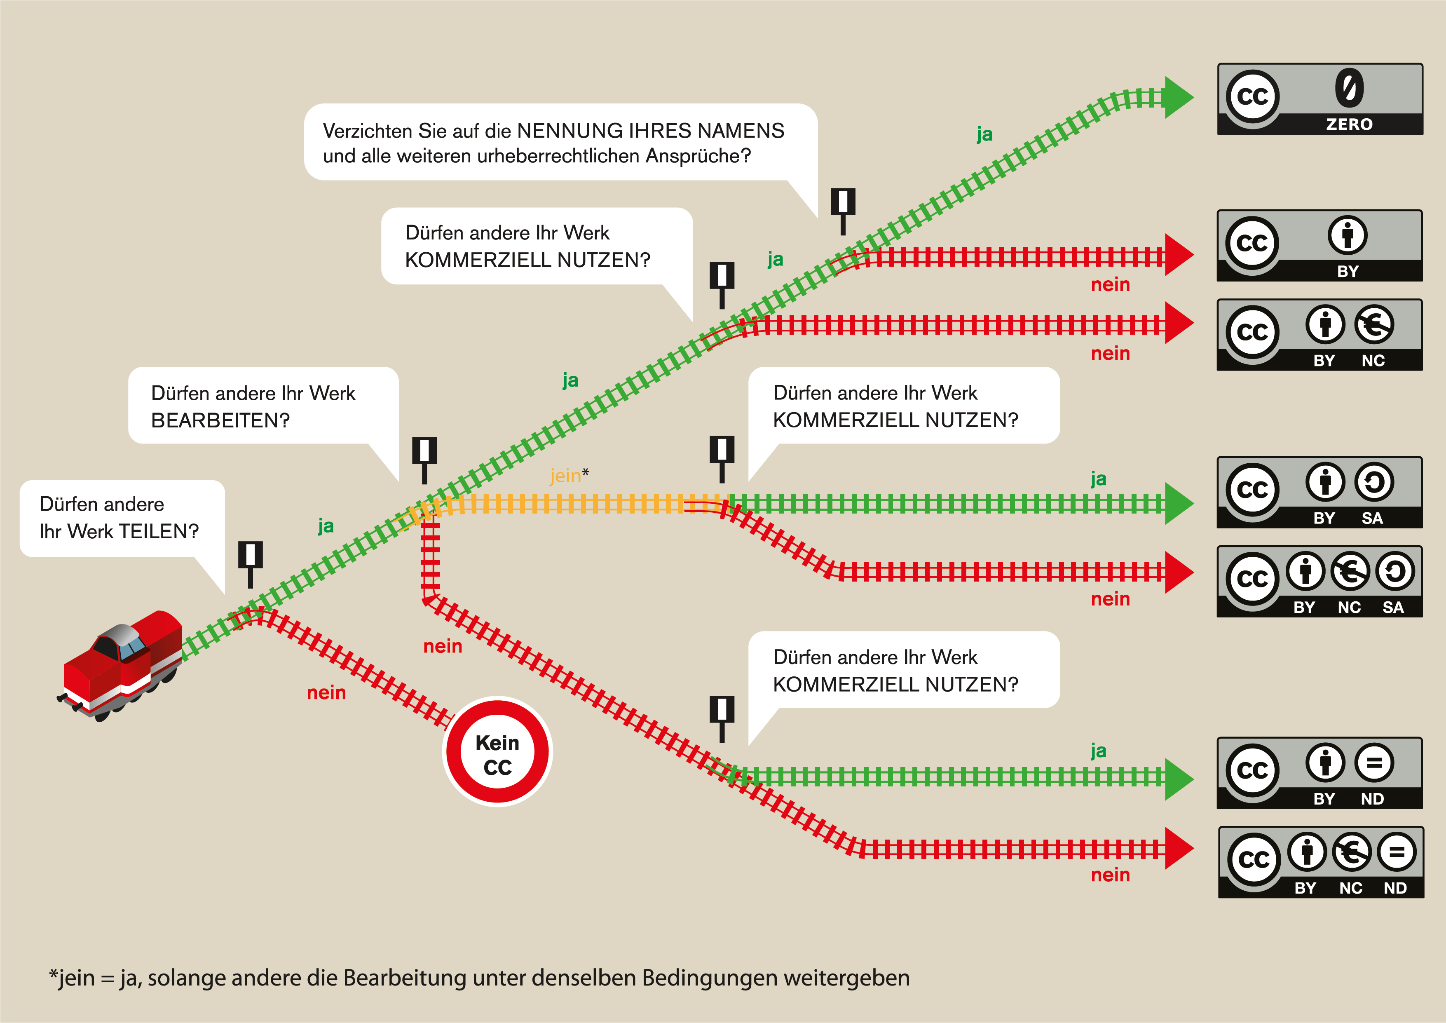 Verzichten Sie auf die NENNUNG IHRES NAMENS
und alle weiteren urheberrechtlichen Ansprüche?
ja
cc 0
ZERO
Dürfen andere Ihr Werk
KOMMERZIELL NUTZEN?
ja
nein
cc
BY
nein
cc €
BY NC
Dürfen andere Ihr Werk
BEARBEITEN?
ja
Dürfen andere Ihr Werk
KOMMERZIELL NUTZEN?
jein*
ja
cc
BY SA
Dürfen andere
Ihr Werk TEILEN?
ja
nein
cc €
BY NC SA
nein
nein
Kein
CC
Dürfen andere Ihr Werk
KOMMERZIELL NUTZEN?
ja
cc =
BY ND
nein
cc € =
BY NC ND
*jein = ja, solange andere die Bearbeitung unter denselben Bedingungen weitergeben